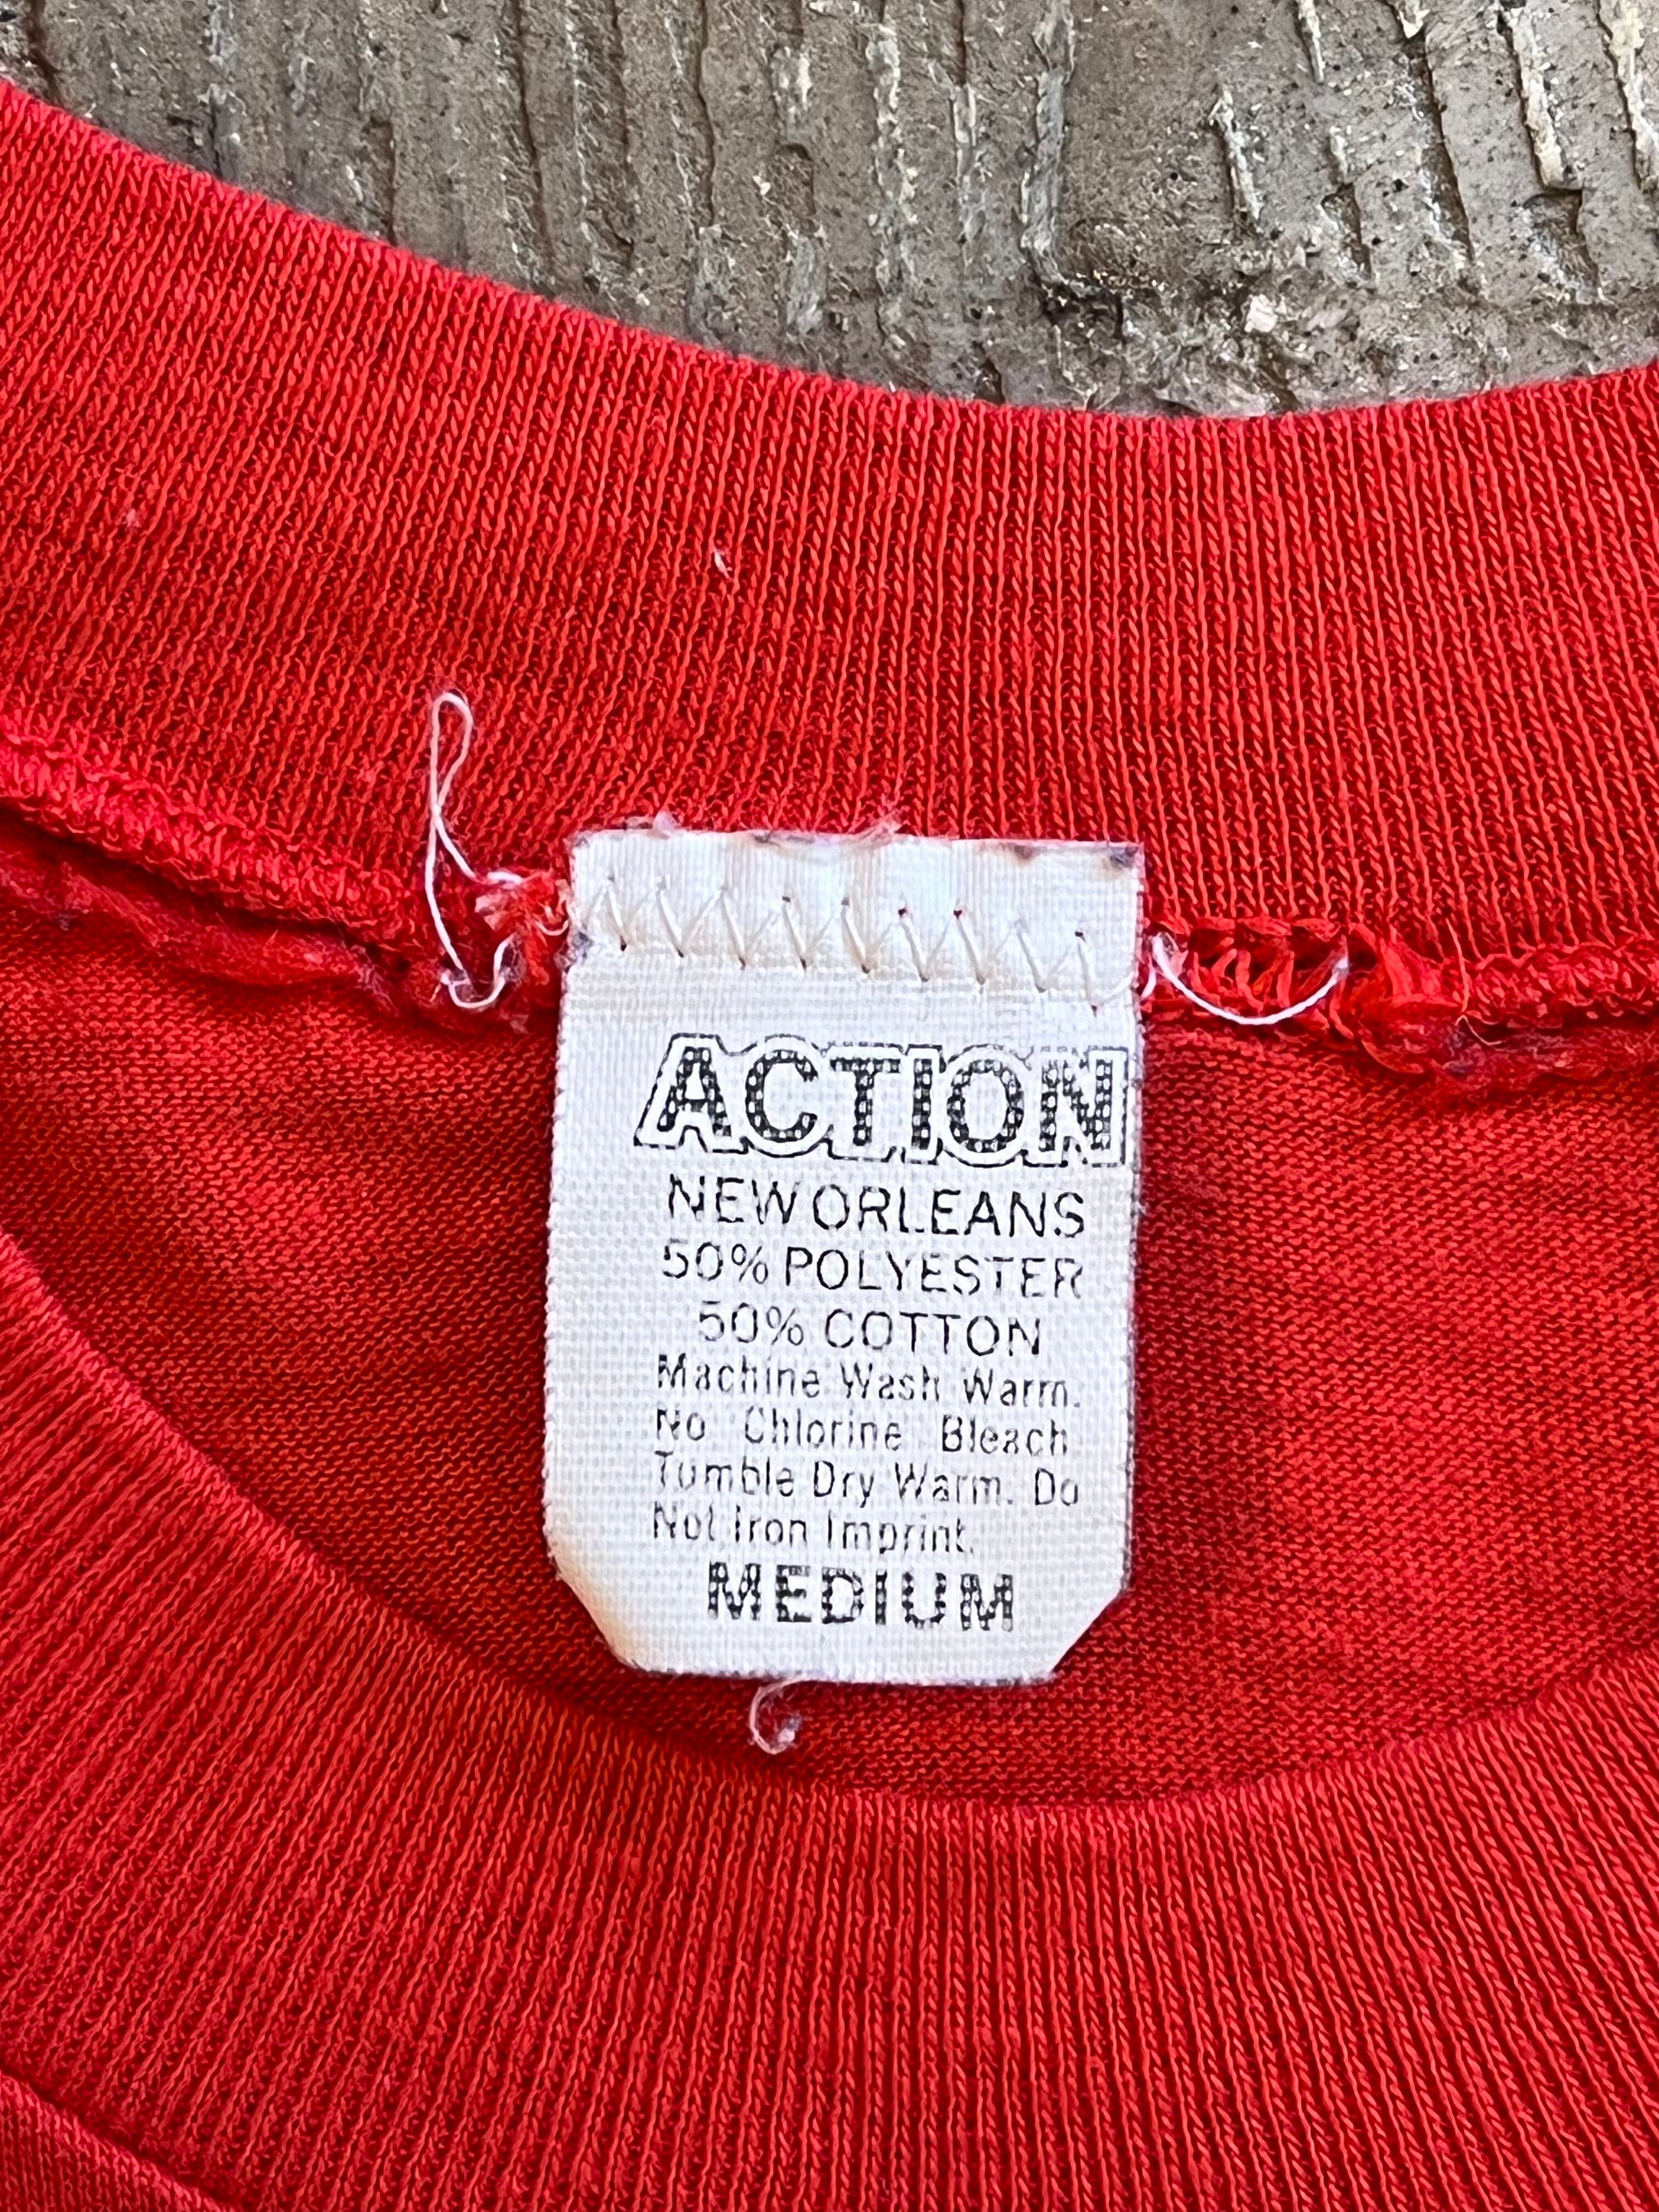 ACTION
NEW ORLEANS
50% POLYESTER
50% COTTON
Machine Wash Warm.
No Chlorine Bleach
Tumble Dry Warm. Do
Not Iron Imprint.
MEDIUM